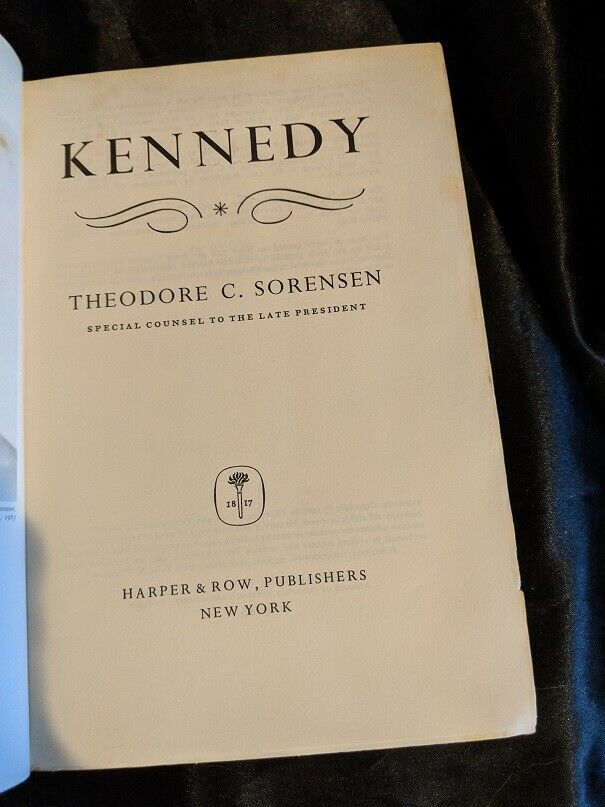 KENNEDY
THEODORE C. SORENSEN
SPECIAL COUNSEL TO THE LATE PRESIDENT
18 17
HARPER & ROW, PUBLISHERS
NEW YORK